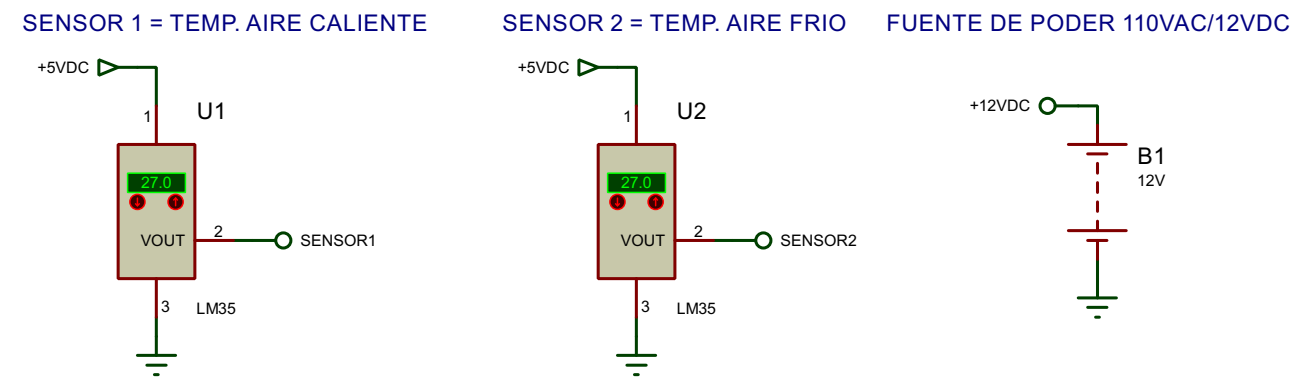 SENSOR 1 = TEMP. AIRE CALIENTE
SENSOR 2 = TEMP. AIRE FRIO
FUENTE DE PODER 110VAC/12VDC
+5VDC
1
U1
27.0
VOUT
2
SENSOR1
3
LM35
+5VDC
1
U2
27.0
VOUT
2
SENSOR2
3
LM35
+12VDC
B1
12V